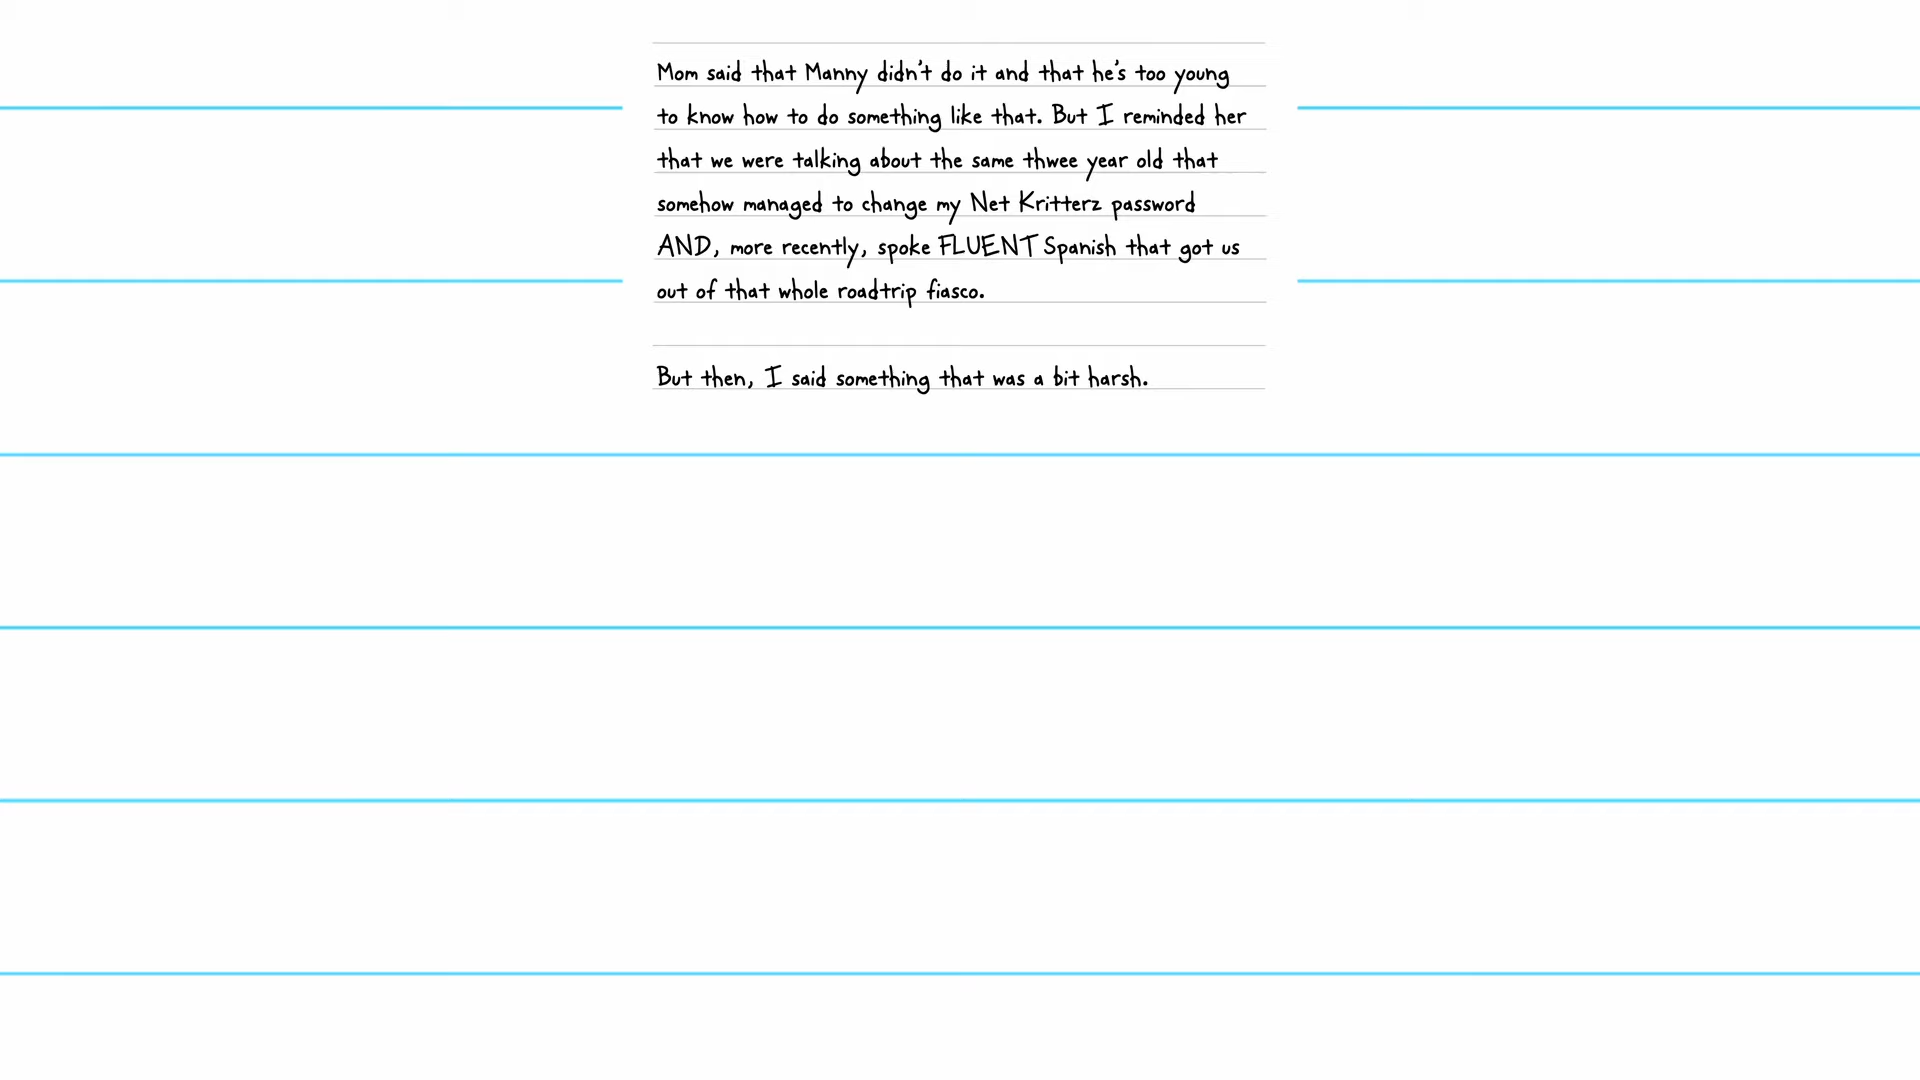 Mom said that Manny didn't do it and that he's too young
to know how to do something like that. But I reminded her
that we were talking about the same thwee year old that
somehow managed to change my Net Kritterz password
AND, more recently, spoke FLUENT Spanish that got us
out of that whole roadtrip fiasco.
But then, I said something that was a bit harsh.